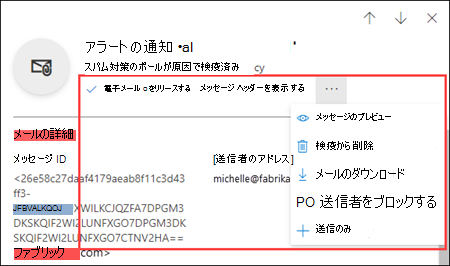 アラートの通知 •al '
スパム対策のポールが原因で検疫済み cy
電子メール ¤をリリースする メッセージ ヘッダーを表示する ...
メッセージのプレビュー
検疫から削除
メールのダウンロード
PO 送信者をブロックする
送信のみ
メールの詳細
メッセージ ID [送信者のアドレス]
<26e58c27daaf4179aeab8f11c3d43 michelle@fabrika
ff3-
JFBVALKQOJ XWILKCJQZFA7DPGM3
DKSKQIF2WI2LUNFXGO7DPGM3DK
SKQIF2WI2LUNFXGO7CTNV2HA==
ファブリック com>